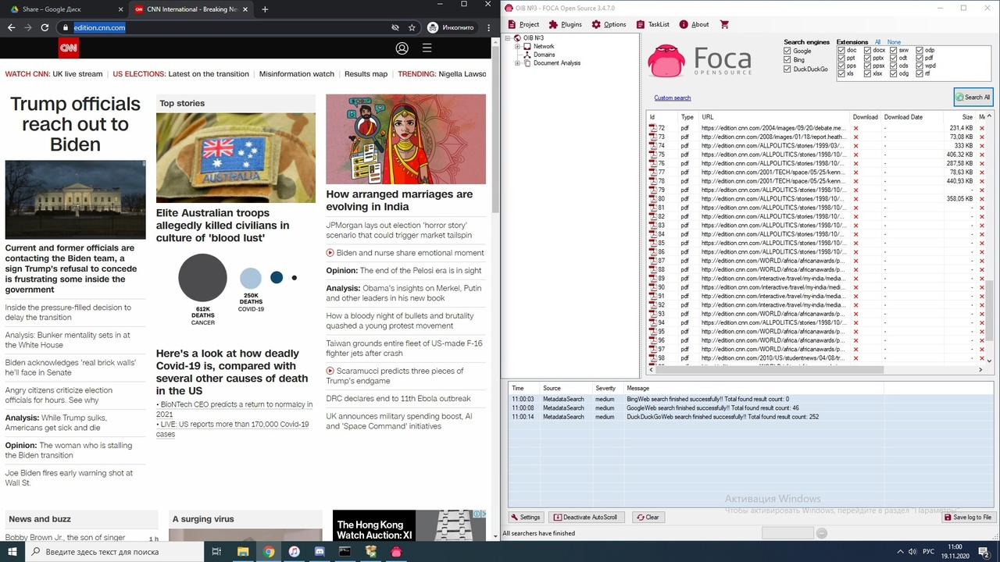 Share – Google Диск
CNN International - Breaking Ne
edition.cnn.com
Инкогнито
CNN
WATCH CNN: UK live stream | US ELECTIONS: Latest on the transition | Misinformation watch | Results map | TRENDING: Nigella Lawso
Trump officials
reach out to
Biden
Current and former officials are
contacting the Biden team, a
sign Trump's refusal to concede
is frustrating some inside the
government
Inside the pressure-filled decision to
delay the transition
Analysis: Bunker mentality sets in at
the White House
Biden acknowledges 'real brick walls'
he'll face in Senate
Angry citizens criticize election
officials for hours. See why
Analysis: While Trump sulks,
Americans get sick and die
Opinion: The woman who is stalling
the Biden transition
Joe Biden fires early warning shot at
Wall St.
Top stories
AUSTRALIA
Elite Australian troops
allegedly killed civilians in
culture of 'blood lust'
612K
DEATHS
CANCER
250K
DEATHS
COVID-19
Here's a look at how deadly
Covid-19 is, compared with
several other causes of death
in the US
• BioNTech CEO predicts a return to normalcy in
2021
• LIVE: US reports more than 170,000 Covid-19
cases
How arranged marriages are
evolving in India
JPMorgan lays out election 'horror story'
scenario that could trigger market tailspin
Biden and nurse share emotional moment
Opinion: The end of the Pelosi era is in sight
Analysis: Obama's insights on Merkel, Putin
and other leaders in his new book
How a bloody night of bullets and brutality
quashed a young protest movement
Taiwan grounds entire fleet of US-made F-16
fighter jets after crash
Scaramucci predicts three pieces of
Trump's endgame
DRC declares end to 11th Ebola outbreak
UK announces military spending boost, AI
and 'Space Command' initiatives
News and buzz
Bobby Brown Jr., the son of singer
1 h
A surging virus
The Hong Kong
Watch Auction: XI
OIB №3 - FOCA Open Source 3.4.7.0
Project Plugins Options TaskList About
OIB №3
Network
Domains
Document Analysis
Foca
OPENSOURCE
Custom search
Search engines
Google
Bing
DuckDuckGo
Extensions All None
doc docx sxw odp
ppt pptx odt pdf
pps ppsx ods wpd
xls xlsx odg rtf
Search All
Id Type URL Download Download Date Size
72 pdf https://edition.cnn.com/2004/images/09/20/debate.me... - 231,4 KB
73 pdf https://edition.cnn.com/2008/images/01/18/report.heath... - 73,08 KB
74 pdf https://edition.cnn.com/ALLPOLITICS/stories/1999/03/... - 333 KB
75 pdf http://edition.cnn.com/ALLPOLITICS/stories/1998/10/... - 406,32 KB
76 pdf http://edition.cnn.com/ALLPOLITICS/stories/1998/10/... - 287,58 KB
77 pdf http://edition.cnn.com/2001/TECH/space/05/25/kenn... - 78,63 KB
78 pdf http://edition.cnn.com/2001/TECH/space/05/25/kenn... - 440,93 KB
79 pdf https://edition.cnn.com/ALLPOLITICS/stories/1998/10/... - -
80 pdf https://edition.cnn.com/ALLPOLITICS/stories/1998/10/... - 358,05 KB
81 pdf http://edition.cnn.com/ALLPOLITICS/stories/1998/10/... - -
82 pdf http://edition.cnn.com/ALLPOLITICS/stories/1998/10/... - -
83 pdf https://edition.cnn.com/ALLPOLITICS/stories/1998/10/... - -
84 pdf https://edition.cnn.com/ALLPOLITICS/stories/1998/10/... - -
85 pdf http://edition.cnn.com/ALLPOLITICS/stories/1998/10/... - -
86 pdf http://edition.cnn.com/ALLPOLITICS/stories/1998/10/... - -
87 pdf http://edition.cnn.com/WORLD/africa/africanawards/p... - -
88 pdf http://edition.cnn.com/WORLD/africa/africanawards/p... - -
89 pdf http://edition.cnn.com/interactive/travel/my-india/media... - -
90 pdf https://edition.cnn.com/interactive/travel/my-india/medi... - -
91 pdf http://edition.cnn.com/interactive/travel/my-india/media... - -
92 pdf http://edition.cnn.com/interactive/travel/my-india/media... - -
93 pdf http://edition.cnn.com/WORLD/africa/africanawards/p... - -
94 pdf https://edition.cnn.com/ALLPOLITICS/stories/1998/10/... - -
95 pdf http://edition.cnn.com/WORLD/africa/africanawards/p... - -
96 pdf http://edition.cnn.com/WORLD/africa/africanawards/p... - -
97 pdf http://edition.cnn.com/WORLD/africa/africanawards/p... - -
98 pdf http://edition.cnn.com/2010/US/studentnews/04/08/tr... - -
Time Source Severity Message
11:00:03 MetadataSearch medium BingWeb search finished successfully!! Total found result count: 0
11:00:08 MetadataSearch medium GoogleWeb search finished successfully!! Total found result count: 46
11:00:14 MetadataSearch medium DuckDuckGoWeb search finished successfully!! Total found result count: 252
Активация Windows
Чтобы активировать Windows, перейдите в раздел "Параметры".
Settings Deactivate AutoScroll Clear Save log to File
All searchers have finished
Введите здесь текст для поиска
РУС
11:00
19.11.2020
2